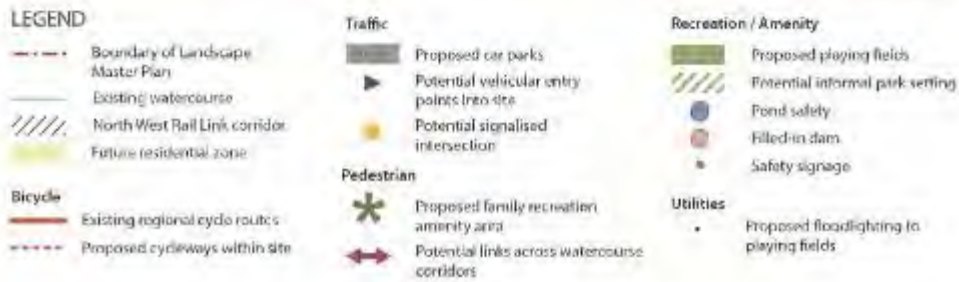 LEGEND
Boundary of Landscape
Master Plan
Existing watercourse
North West Rail Link corridor
Future residential zone
Bicycle
Existing regional cycle routes
Proposed cycleways within site
Traffic
Proposed car parks
Potential vehicular entry
points into site
Potential signalised
intersection
Pedestrian
Proposed family recreation
amenity area
Potential links across watercourse
corridors
Recreation / Amenity
Proposed playing fields
Potential informal park setting
Pond safety
Filled-in dam
Safety signage
Utilities
Proposed floodlighting to
playing fields